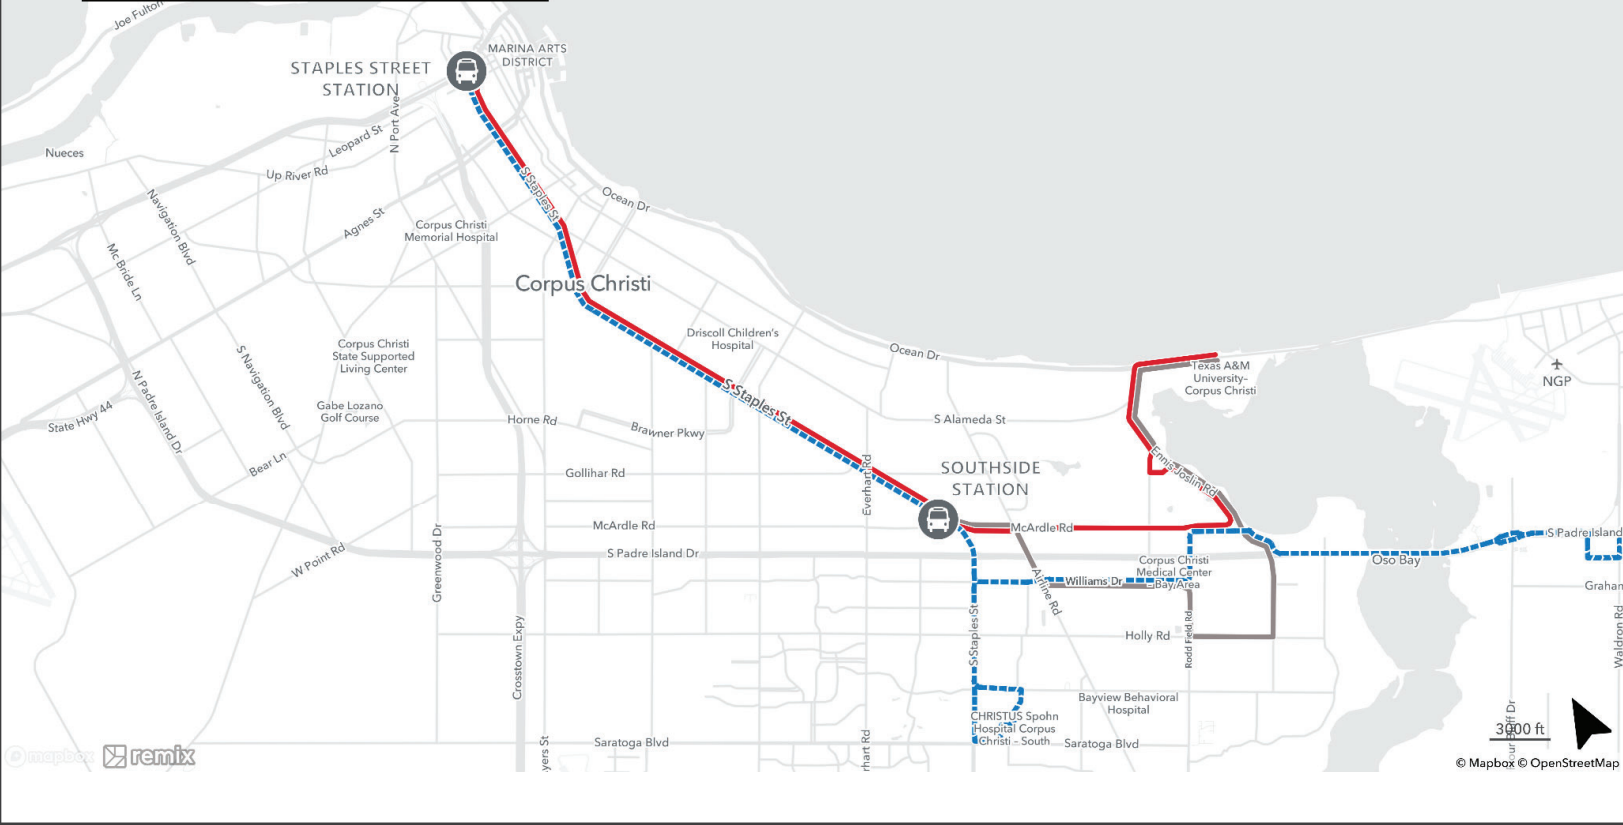 Joe Fulton
MARINA ARTS
DISTRICT
STAPLES STREET
STATION
N Port Ave
Leopard St
Nueces
Up River Rd
Navigation Blvd
Agnes St
S Staples St
Ocean Dr
Corpus Christi
Memorial Hospital
Mc Bride Ln
Corpus Christi
Driscoll Children's
Hospital
Corpus Christi
State Supported
Living Center
S Navigation Blvd
Ocean Dr
Texas A&M
University-
Corpus Christi
NGP
N Padre Island Dr
State Hwy 44
Gabe Lozano
Golf Course
Horne Rd
Brawner Pkwy
S Staples St
S Alameda St
Bear Ln
Gollihar Rd
Everhart Rd
SOUTHSIDE
STATION
Ennis Joslin Rd
McArdle Rd
McArdle Rd
S Padre Island Dr
S Padre Island
Oso Bay
W Point Rd
Greenwood Dr
Corpus Christi
Medical Center
- Bay Area
Williams Dr
Airline Rd
Graham
Waldron Rd
Crosstown Expy
S Staples St
Holly Rd
Rodd Field Rd
Bayview Behavioral
Hospital
CHRISTUS Spohn
Hospital Corpus
Christi - South
Saratoga Blvd
Saratoga Blvd
yers St
rhart Rd
3000 ft
mapbox
remix
© Mapbox © OpenStreetMap